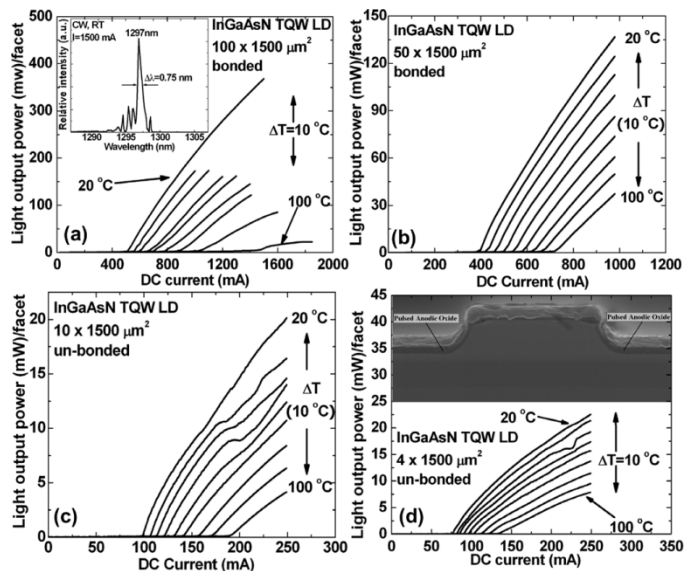 CW, RT
I=1500 mA
1297nm
Δλ=0.75 nm
Relative intensity (a.u.)
1290 1295 1300 1305
Wavelength (nm)
InGaAsN TQW LD
100 x 1500 μm²
bonded
ΔT=10 °C
20 °C
100 °C
(a)
Light output power (mw)/facet
500
400
300
200
100
0
0 400 800 1200 1600 2000
DC current (mA)
InGaAsN TQW LD
50 x 1500 μm²
bonded
20 °C
ΔT
(10 °C)
100 °C
(b)
Light output power (mW)/facet
150
120
90
60
30
0
0 200 400 600 800 1000 1200
DC Current (mA)
InGaAsN TQW LD
10 x 1500 μm²
un-bonded
20 °C
ΔT
(10 °C)
100 °C
(c)
Light output power (mW)/facet
20
15
10
5
0
0 50 100 150 200 250 300
DC current (mA)
Pulsed Anodic Oxide
Pulsed Anodic Oxide
20 °C
InGaAsN TQW LD
4 x 1500 μm²
un-bonded
ΔT=10 °C
100 °C
(d)
Light output power (mW)/facet
45
40
35
30
25
20
15
10
5
0
0 50 100 150 200 250 300 350
DC Current (mA)